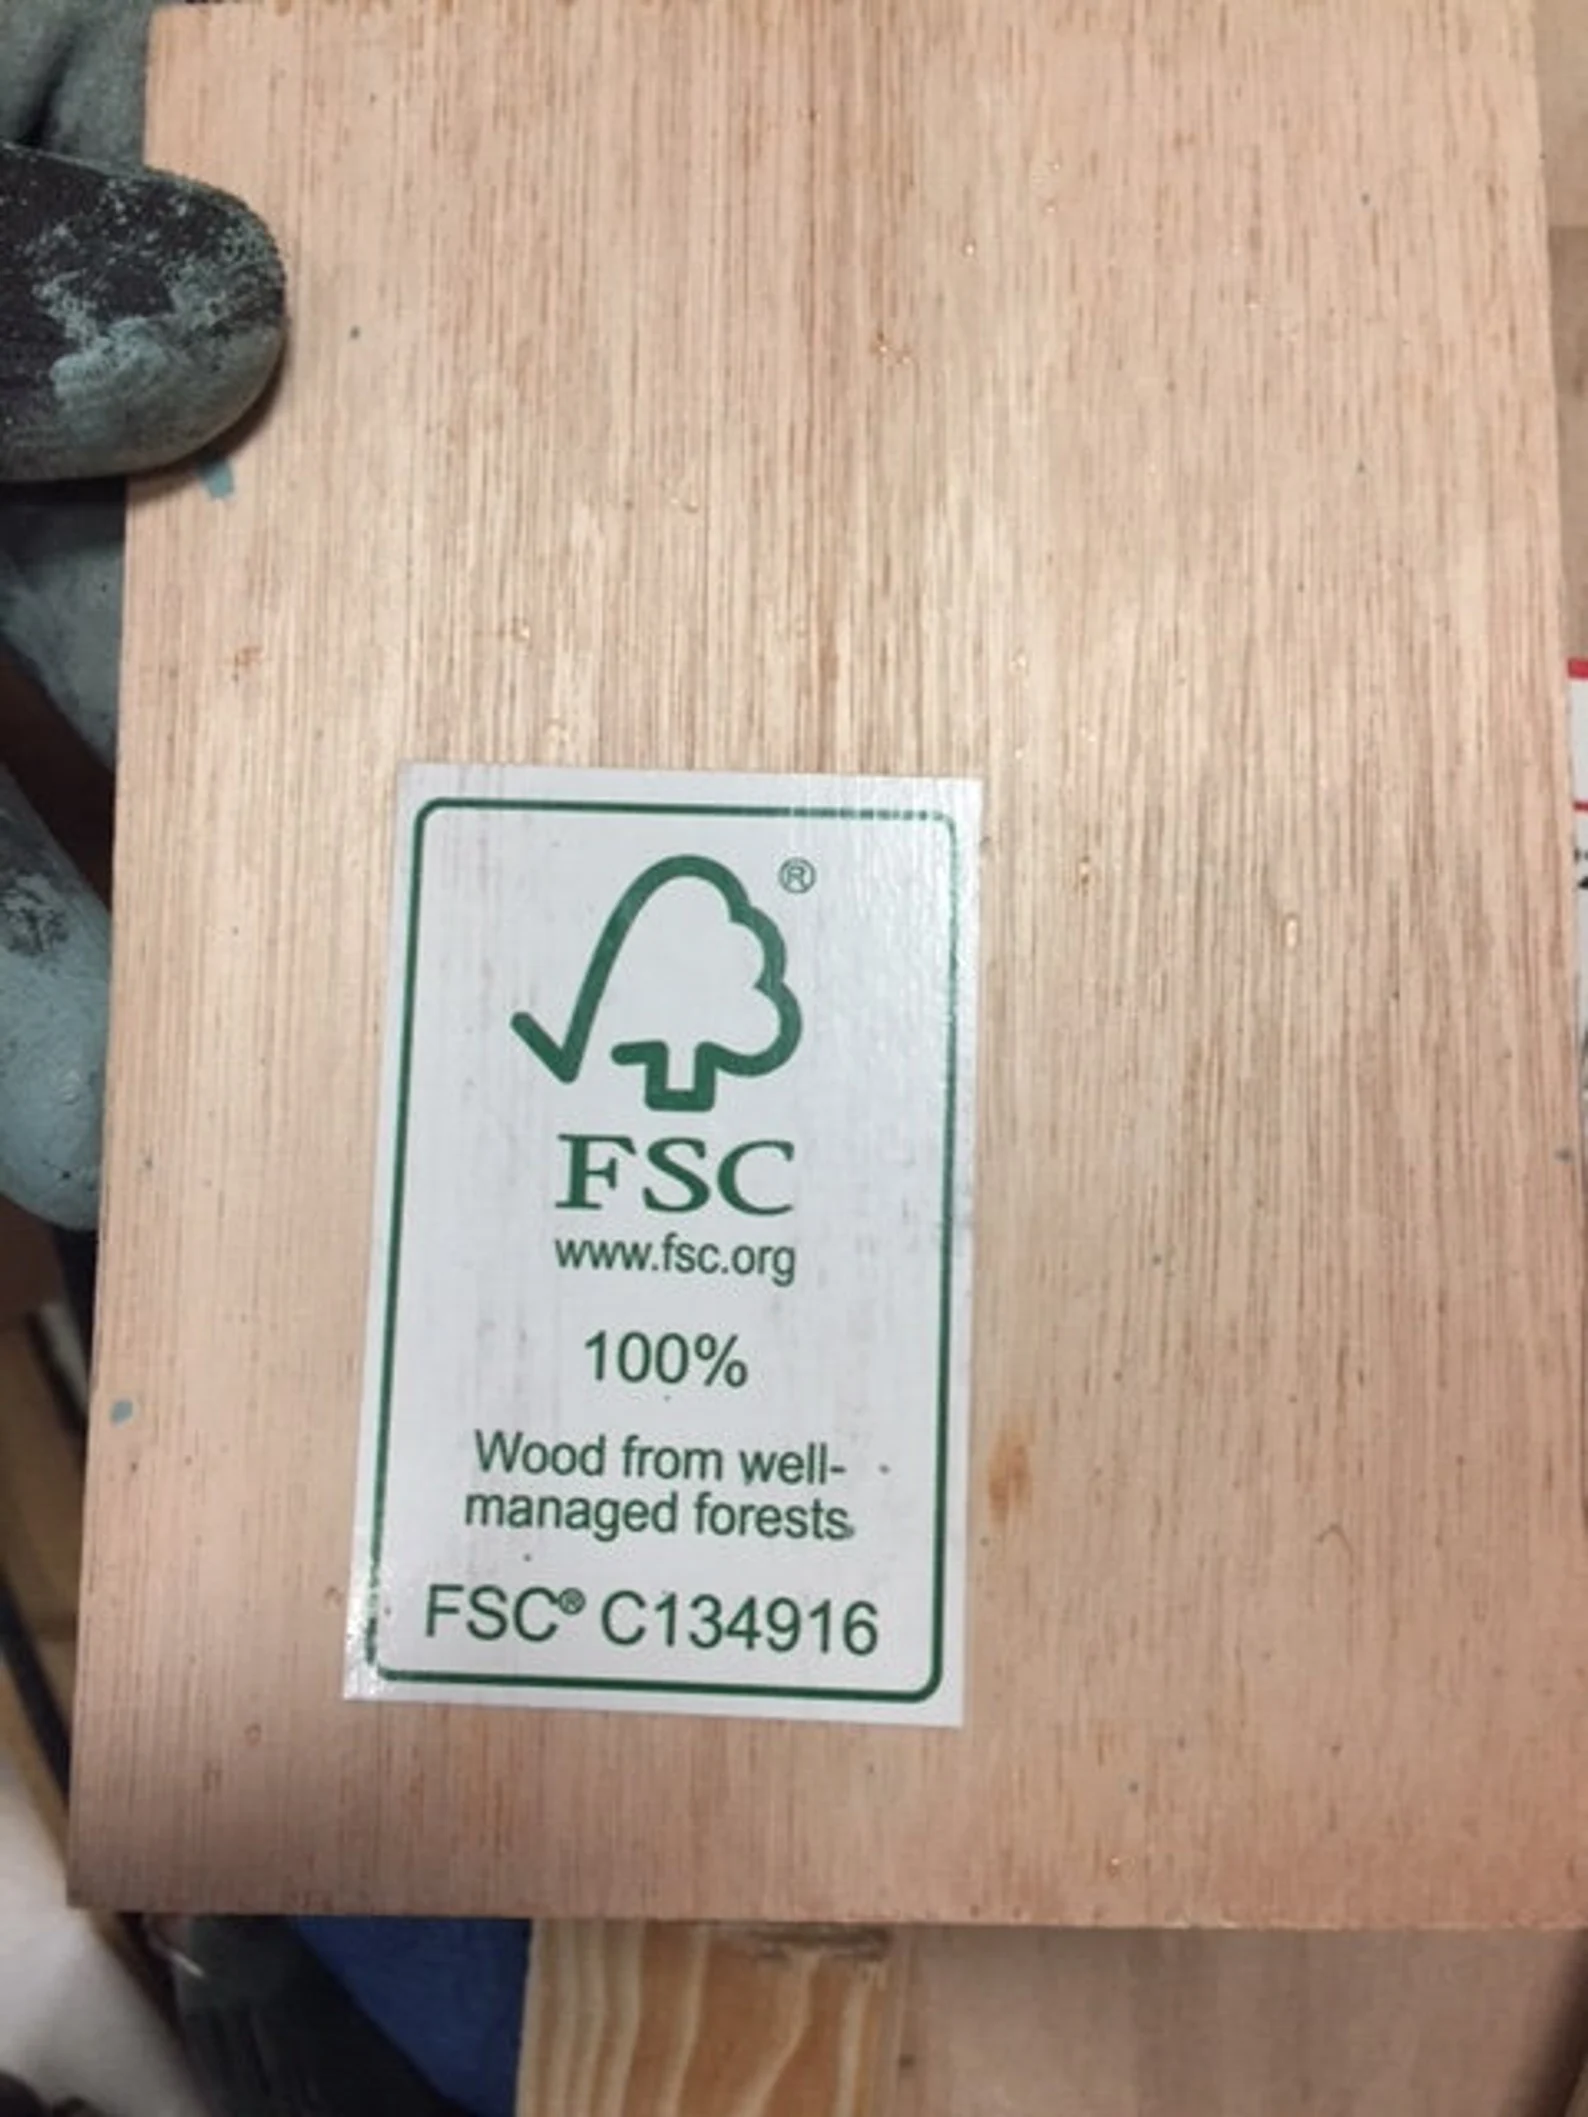 ®
FSC
www.fsc.org
100%
Wood from well-
managed forests
FSC® C134916